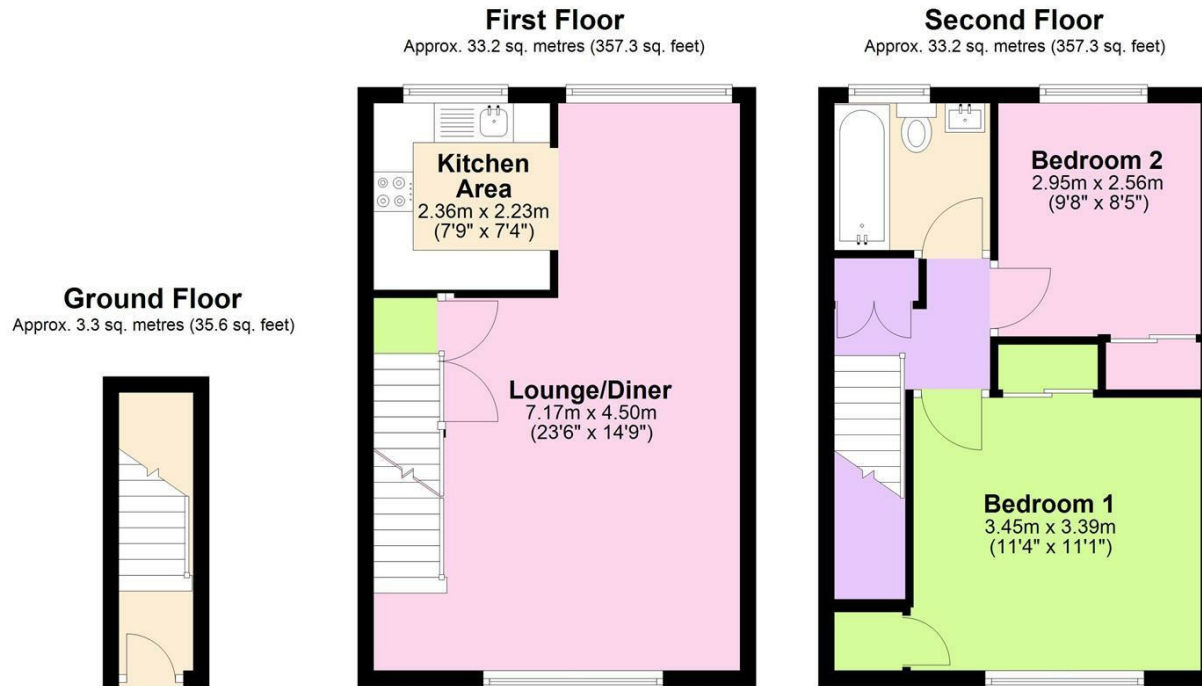 First Floor
Approx. 33.2 sq. metres (357.3 sq. feet)
Second Floor
Approx. 33.2 sq. metres (357.3 sq. feet)
Kitchen
Area
2.36m x 2.23m
(7'9" x 7'4")
Bedroom 2
2.95m x 2.56m
(9'8" x 8'5")
Ground Floor
Approx. 3.3 sq. metres (35.6 sq. feet)
Lounge/Diner
7.17m x 4.50m
(23'6" x 14'9")
Bedroom 1
3.45m x 3.39m
(11'4" x 11'1")